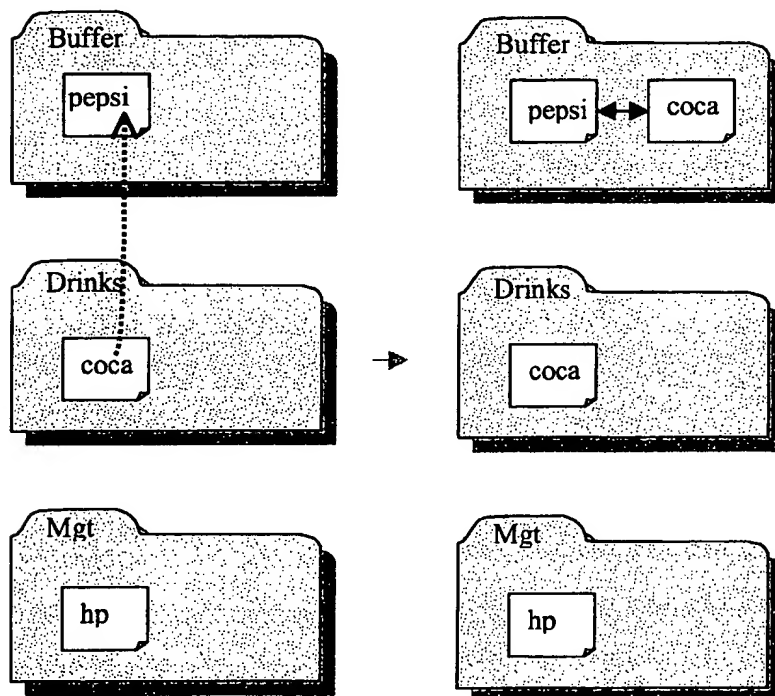 Buffer
pepsi
Drinks
coca
Mgt
hp
Buffer
pepsi
coca
Drinks
coca
Mgt
hp